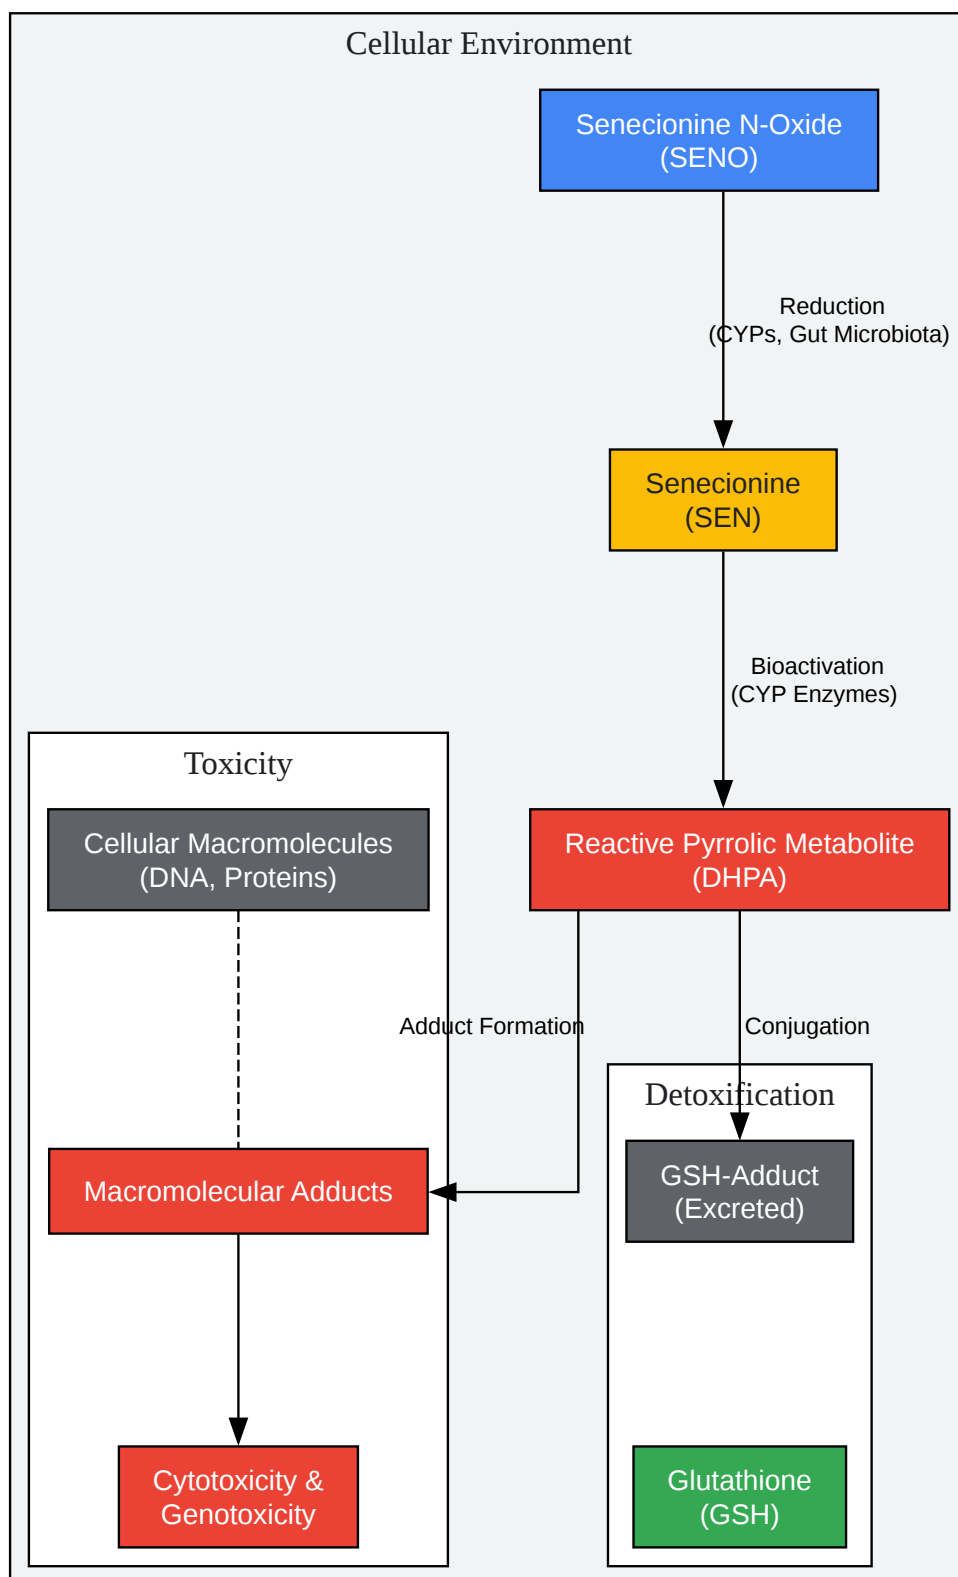 Cellular Environment
Senecionine N-Oxide
(SENO)
Reduction
(CYPs, Gut Microbiota)
Senecionine
(SEN)
Bioactivation
(CYP Enzymes)
Toxicity
Cellular Macromolecules
(DNA, Proteins)
Reactive Pyrrolic Metabolite
(DHPA)
Adduct Formation
Conjugation
Detoxification
Macromolecular Adducts
GSH-Adduct
(Excreted)
Cytotoxicity &
Genotoxicity
Glutathione
(GSH)